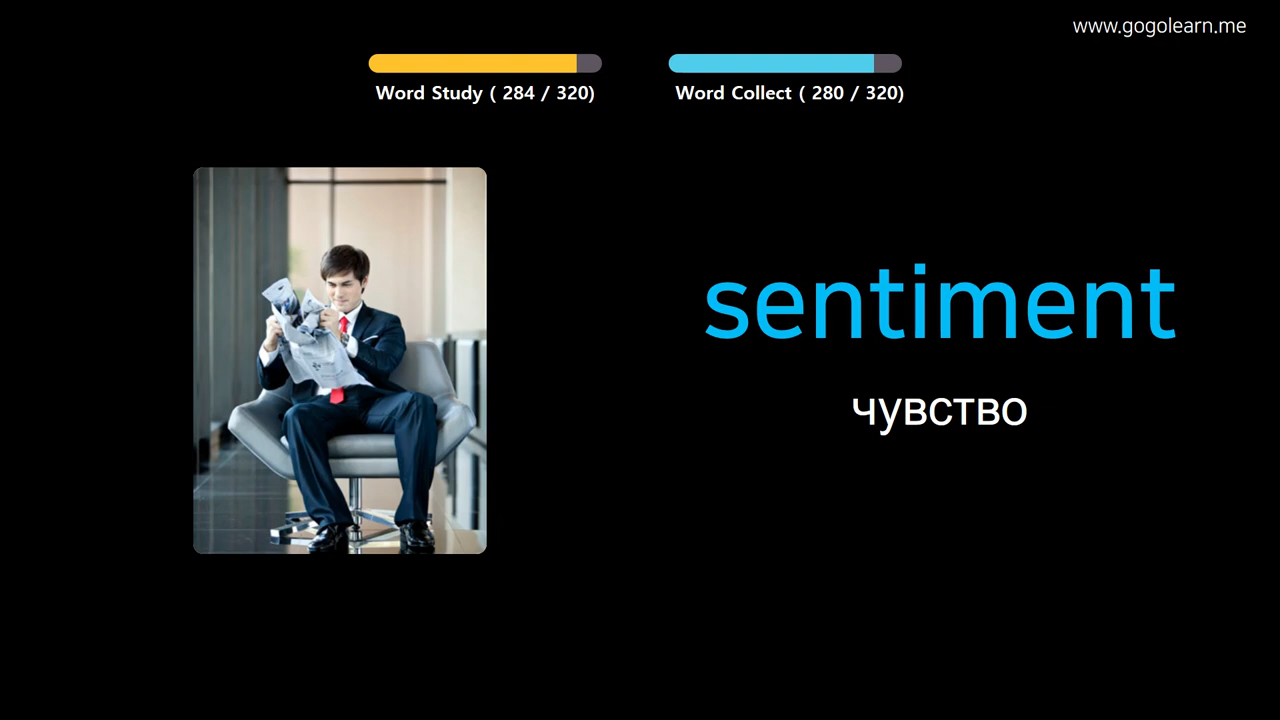 www.gogolearn.me
Word Study ( 284 / 320)
Word Collect ( 280 / 320)
sentiment
чувство